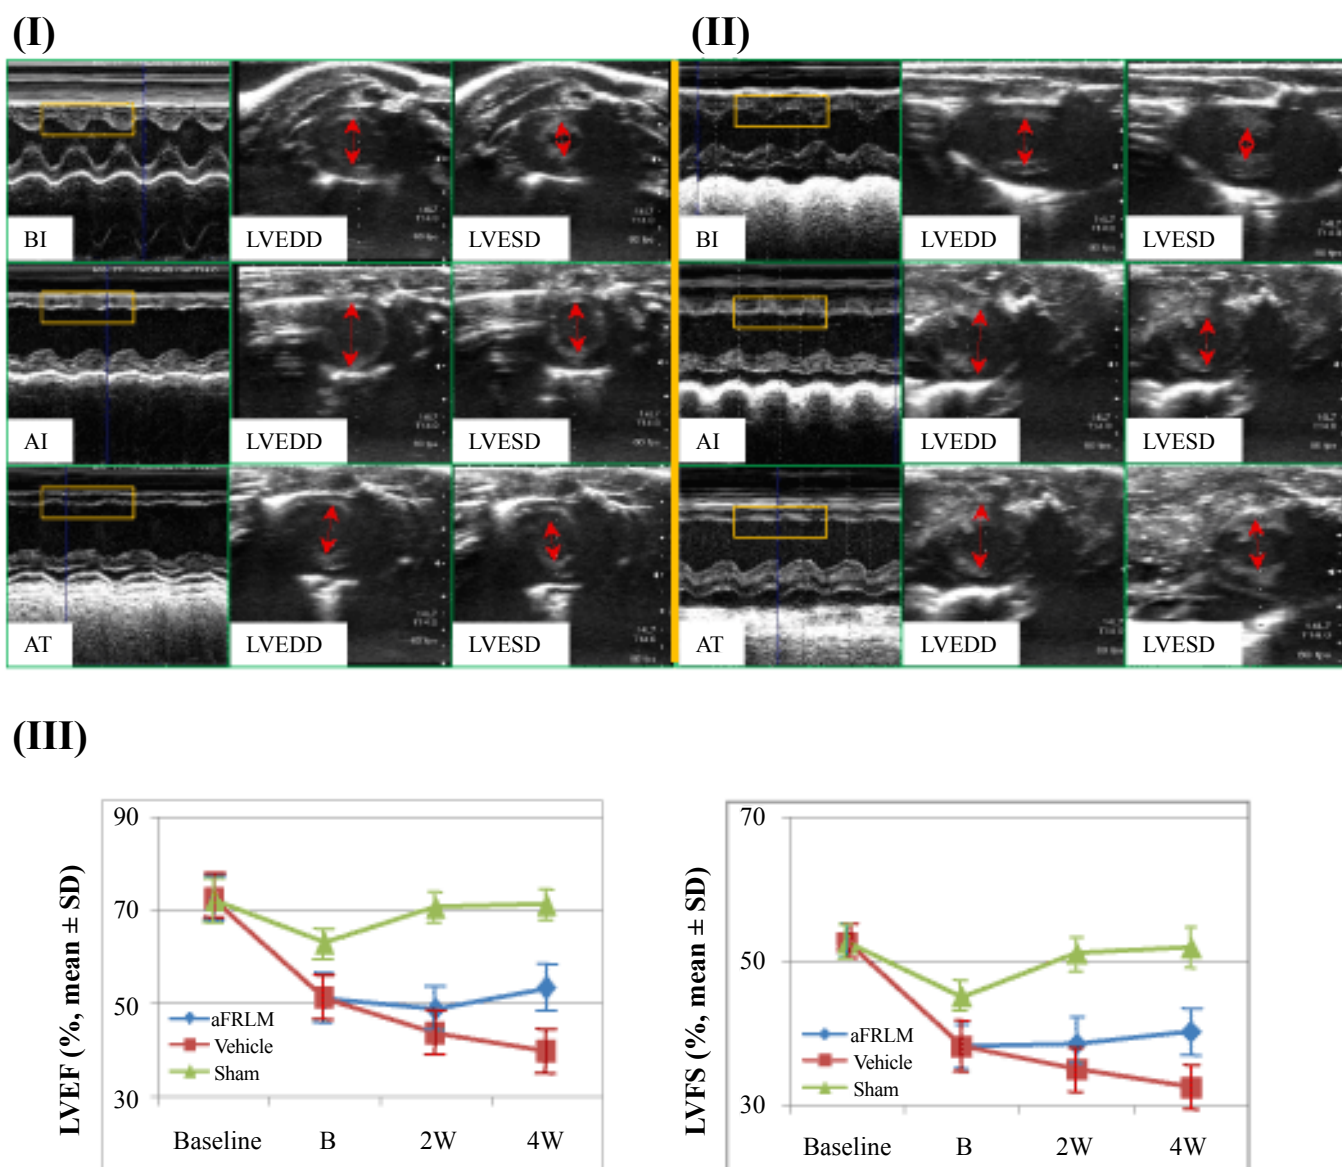 (I)
(II)
BI
LVEDD
LVESD
BI
LVEDD
LVESD
AI
LVEDD
LVESD
AI
LVEDD
LVESD
AT
LVEDD
LVESD
AT
LVEDD
LVESD
(III)
LVEF (%, mean ± SD)
90
70
50
30
aFRLM
Vehicle
Sham
Baseline B 2W 4W
LVFS (%, mean ± SD)
70
50
30
aFRLM
Vehicle
Sham
Baseline B 2W 4W